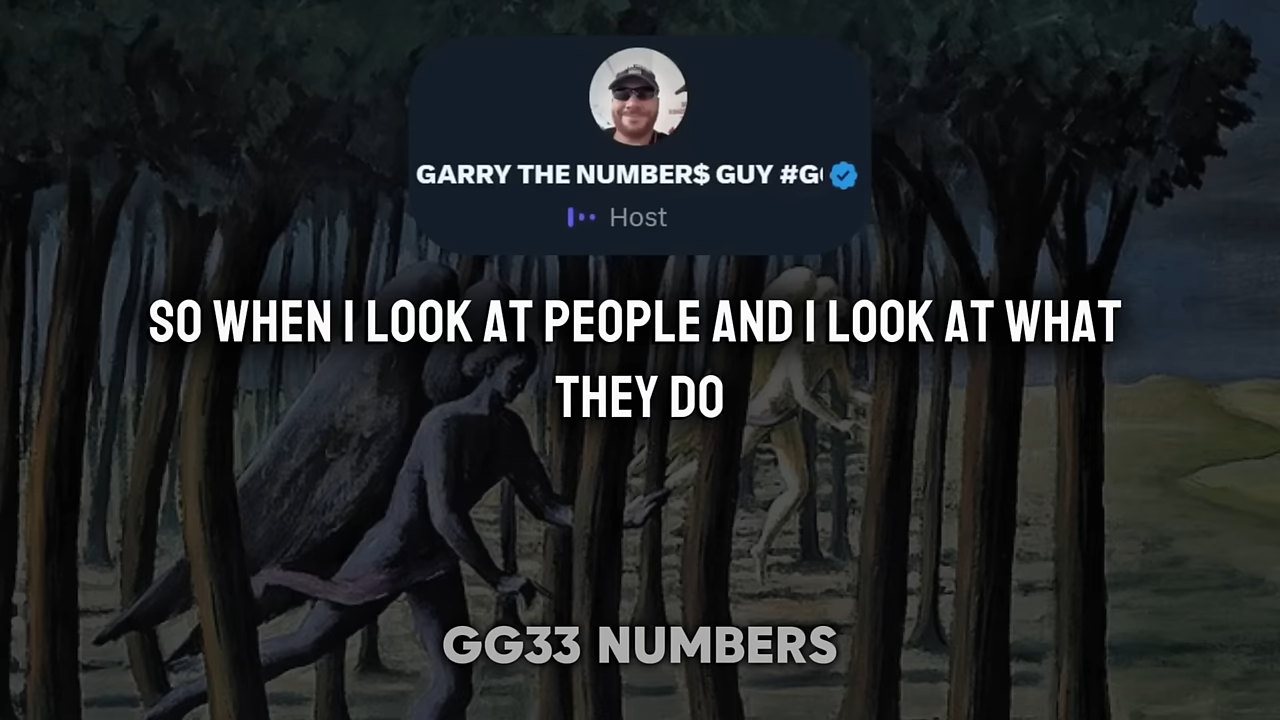 GARRY THE NUMBER$ GUY #G
Host
SO WHEN I LOOK AT PEOPLE AND I LOOK AT WHAT
THEY DO
GG33 NUMBERS